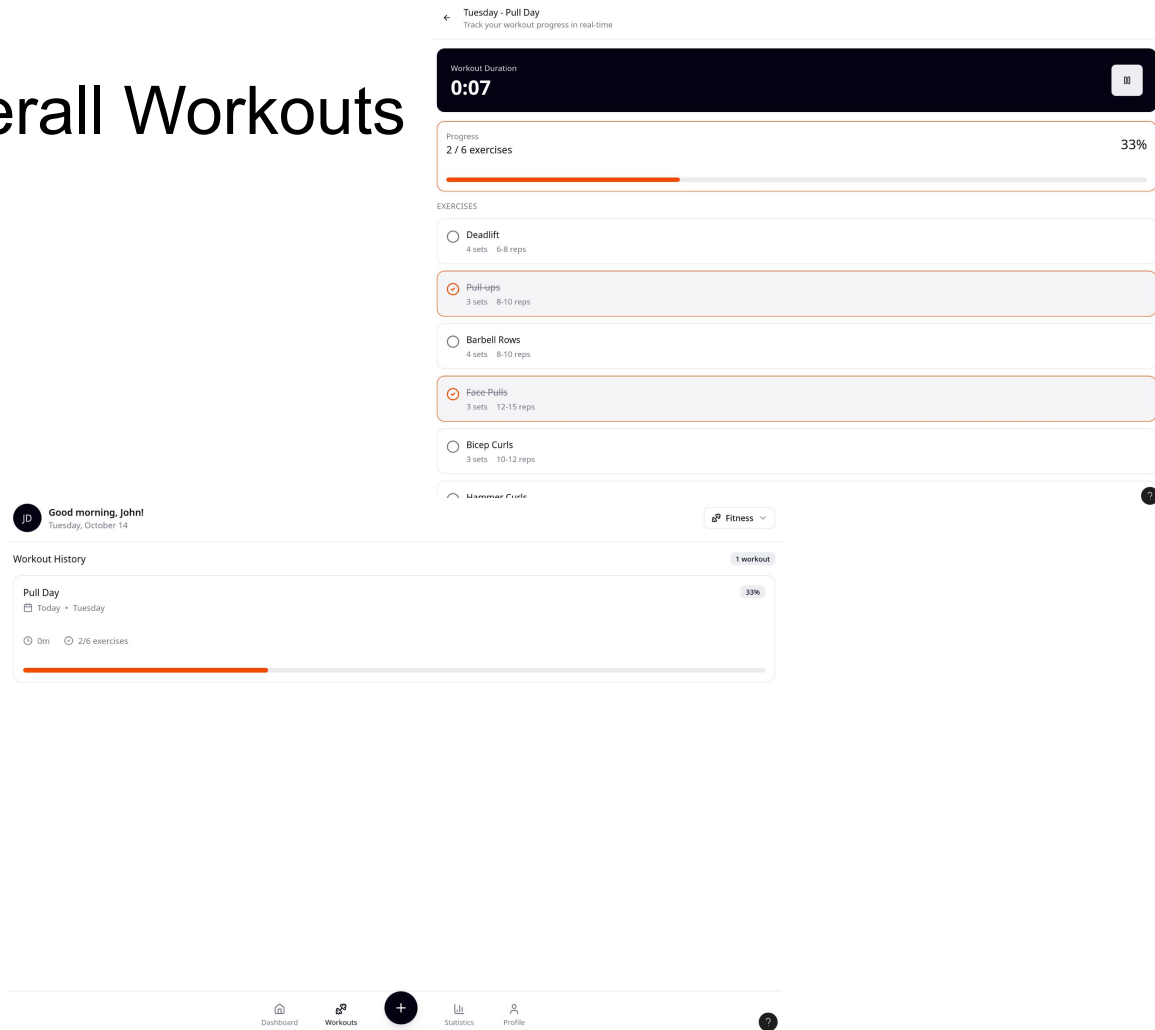 erall Workouts
Tuesday - Pull Day
Track your workout progress in real-time
Workout Duration
0:07
Progress
2 / 6 exercises
33%
EXERCISES
Deadlift
4 sets 6-8 reps
Pull-ups
3 sets 8-10 reps
Barbell Rows
4 sets 8-10 reps
Face Pulls
3 sets 12-15 reps
Bicep Curls
3 sets 10-12 reps
Hammer Curls
?
JD
Good morning, John!
Tuesday, October 14
Fitness
Workout History
1 workout
Pull Day
33%
Today • Tuesday
0m 2/6 exercises
+
Dashboard Workouts Statistics Profile
?